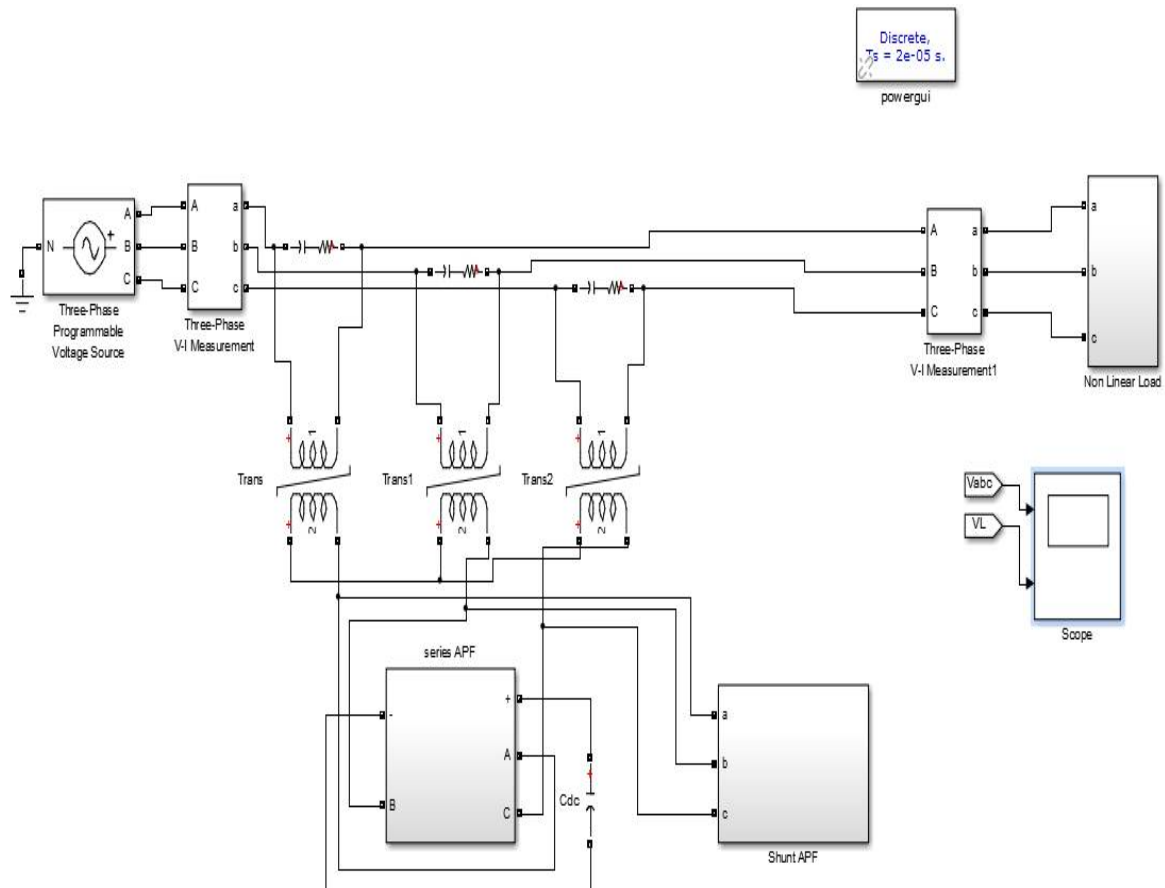 Discrete,
Ts = 2e-05 s.
powergui
N
+
A
B
C
Three-Phase
Programmable
Voltage Source
A
B
C
a
b
c
Three-Phase
V-I Measurement
A
B
C
a
b
c
Three-Phase
V-I Measurement1
a
b
c
Non Linear Load
+
1
2
+
Trans
+
1
2
+
Trans1
+
1
2
+
Trans2
Vabc
VL
Scope
series APF
-
B
+
A
C
+
Cdc
a
b
c
Shunt APF